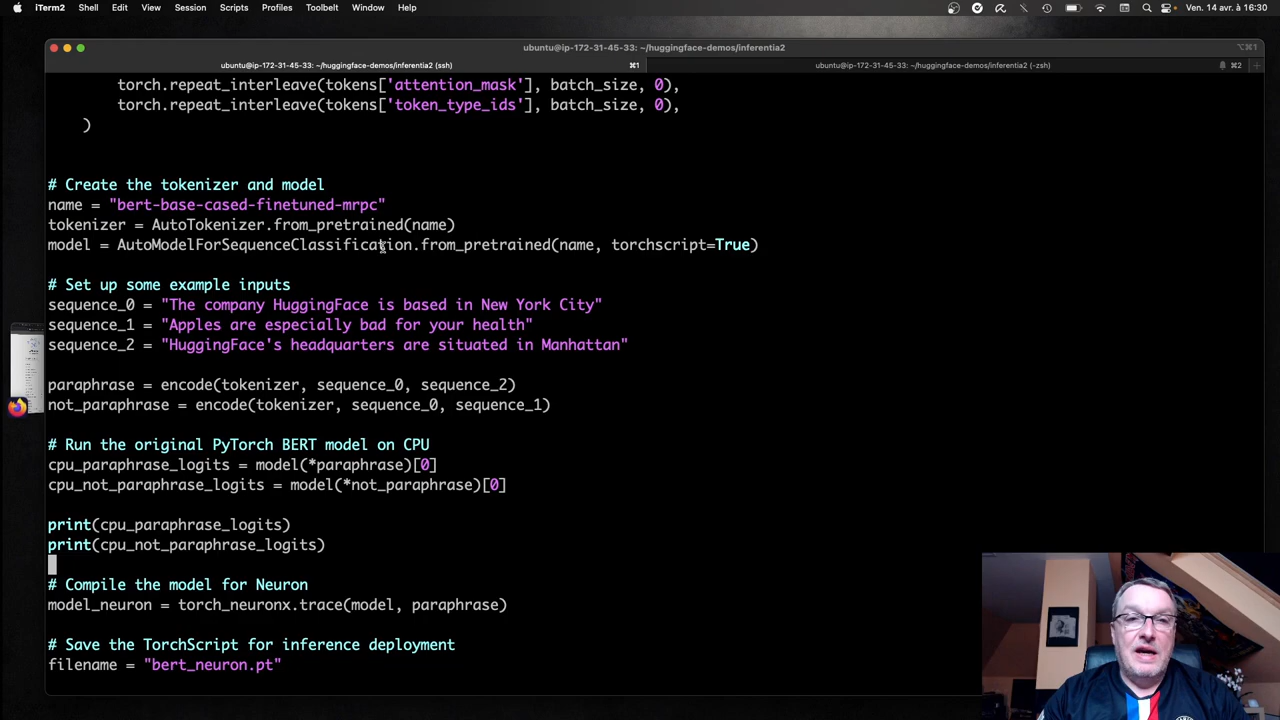 iTerm2 Shell Edit View Session Scripts Profiles Toolbelt Window Help Ven. 14 avr. à 16:30
ubuntu@ip-172-31-45-33: ~/huggingface-demos/inferentia2 ⌥⌘1
ubuntu@ip-172-31-45-33: ~/huggingface-demos/inferentia2 (ssh) ⌘1 ubuntu@ip-172-31-45-33: ~/huggingface-demos/inferentia2 (-zsh) ⌘2
torch.repeat_interleave(tokens['attention_mask'], batch_size, 0),
torch.repeat_interleave(tokens['token_type_ids'], batch_size, 0),
)
# Create the tokenizer and model
name = "bert-base-cased-finetuned-mrpc"
tokenizer = AutoTokenizer.from_pretrained(name)
model = AutoModelForSequenceClassification.from_pretrained(name, torchscript=True)
# Set up some example inputs
sequence_0 = "The company HuggingFace is based in New York City"
sequence_1 = "Apples are especially bad for your health"
sequence_2 = "HuggingFace's headquarters are situated in Manhattan"
paraphrase = encode(tokenizer, sequence_0, sequence_2)
not_paraphrase = encode(tokenizer, sequence_0, sequence_1)
# Run the original PyTorch BERT model on CPU
cpu_paraphrase_logits = model(*paraphrase)[0]
cpu_not_paraphrase_logits = model(*not_paraphrase)[0]
print(cpu_paraphrase_logits)
print(cpu_not_paraphrase_logits)
# Compile the model for Neuron
model_neuron = torch_neuronx.trace(model, paraphrase)
# Save the TorchScript for inference deployment
filename = "bert_neuron.pt"